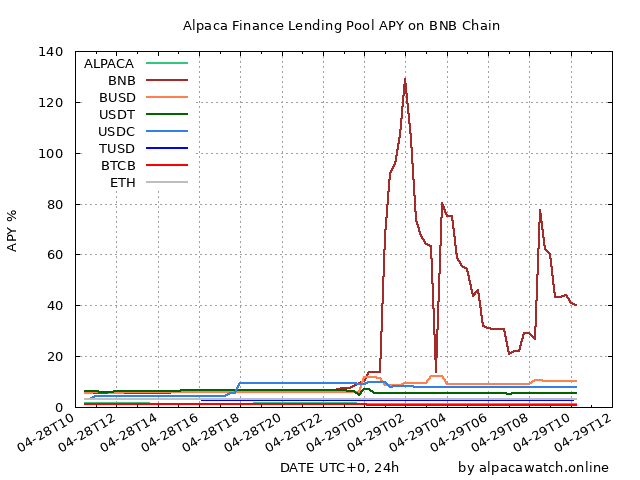 Alpaca Finance Lending Pool APY on BNB Chain
140
120
100
80
60
40
20
0
APY %
ALPACA
BNB
BUSD
USDT
USDC
TUSD
BTCB
ETH
04-28T10
04-28T12
04-28T14
04-28T16
04-28T18
04-28T20
04-28T22
04-29T00
04-29T02
04-29T04
04-29T06
04-29T08
04-29T10
04-29T12
DATE UTC+0, 24h
by alpacawatch.online